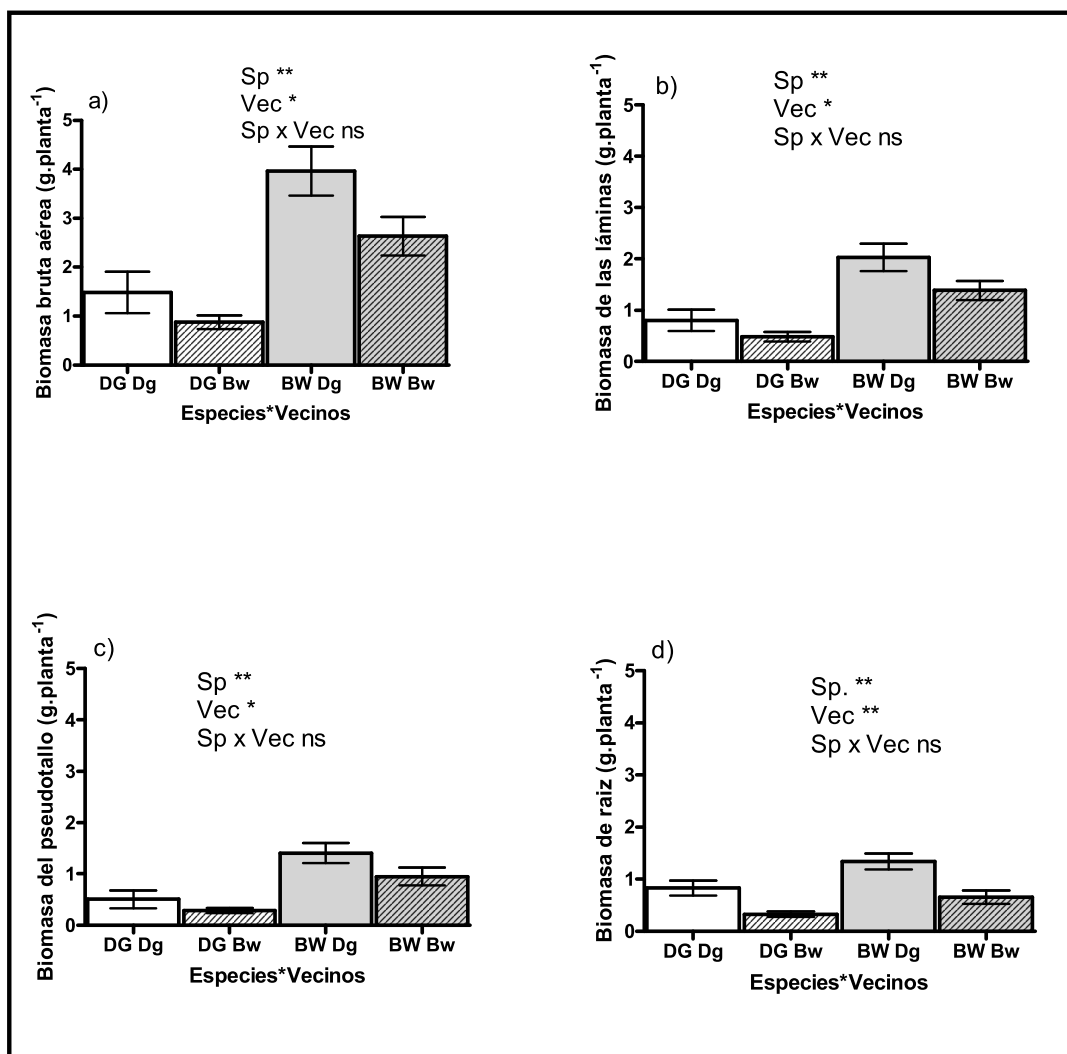 a)
Sp **
Vec *
Sp x Vec ns
Biomasa bruta aérea (g.planta-1)
5
4
3
2
1
0
DG Dg DG Bw BW Dg BW Bw
Especies*Vecinos
b)
Sp **
Vec *
Sp x Vec ns
Biomasa de las láminas (g.planta-1)
5
4
3
2
1
0
DG Dg DG Bw BW Dg BW Bw
Especies*Vecinos
c)
Sp **
Vec *
Sp x Vec ns
Biomasa del pseudotallo (g.planta-1)
5
4
3
2
1
0
DG Dg DG Bw BW Dg BW Bw
Especies*Vecinos
d)
Sp. **
Vec **
Sp x Vec ns
Biomasa de raiz (g.planta-1)
5
4
3
2
1
0
DG Dg DG Bw BW Dg BW Bw
Especies*Vecinos